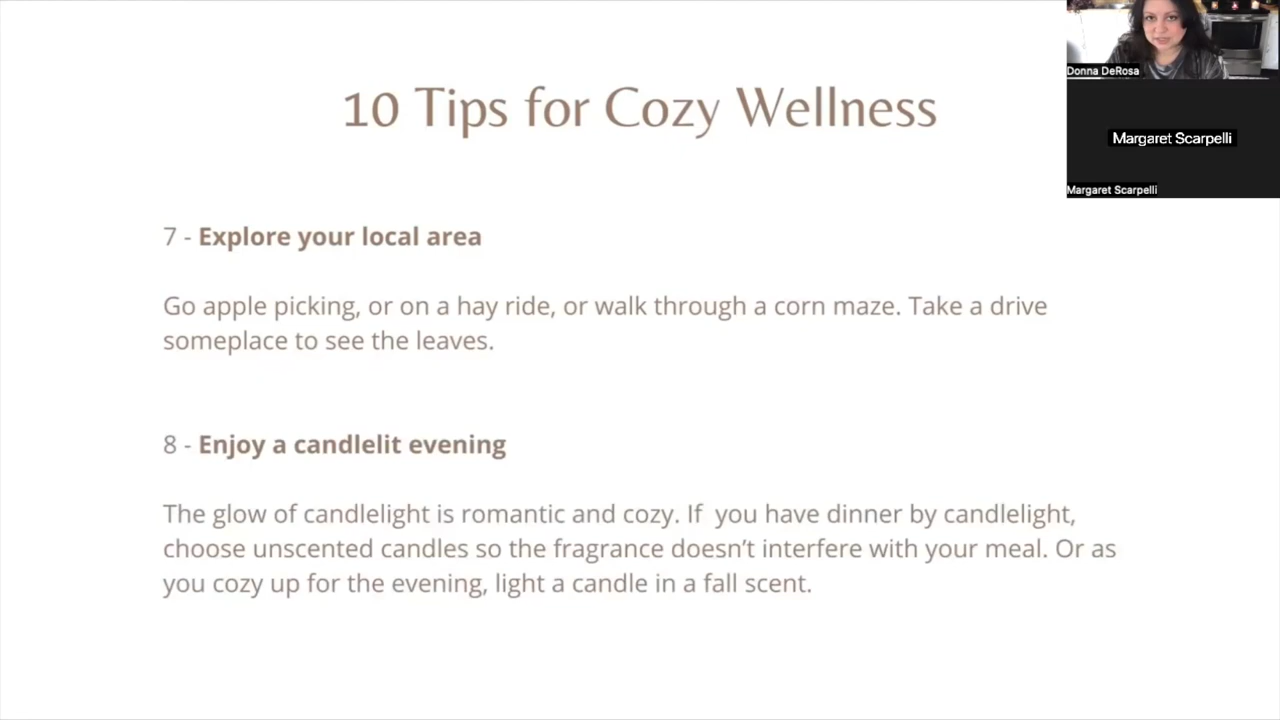 10 Tips for Cozy Wellness
Donna DeRosa
Margaret Scarpelli
Margaret Scarpelli
7 - Explore your local area
Go apple picking, or on a hay ride, or walk through a corn maze. Take a drive
someplace to see the leaves.
8 - Enjoy a candlelit evening
The glow of candlelight is romantic and cozy. If  you have dinner by candlelight,
choose unscented candles so the fragrance doesn’t interfere with your meal. Or as
you cozy up for the evening, light a candle in a fall scent.